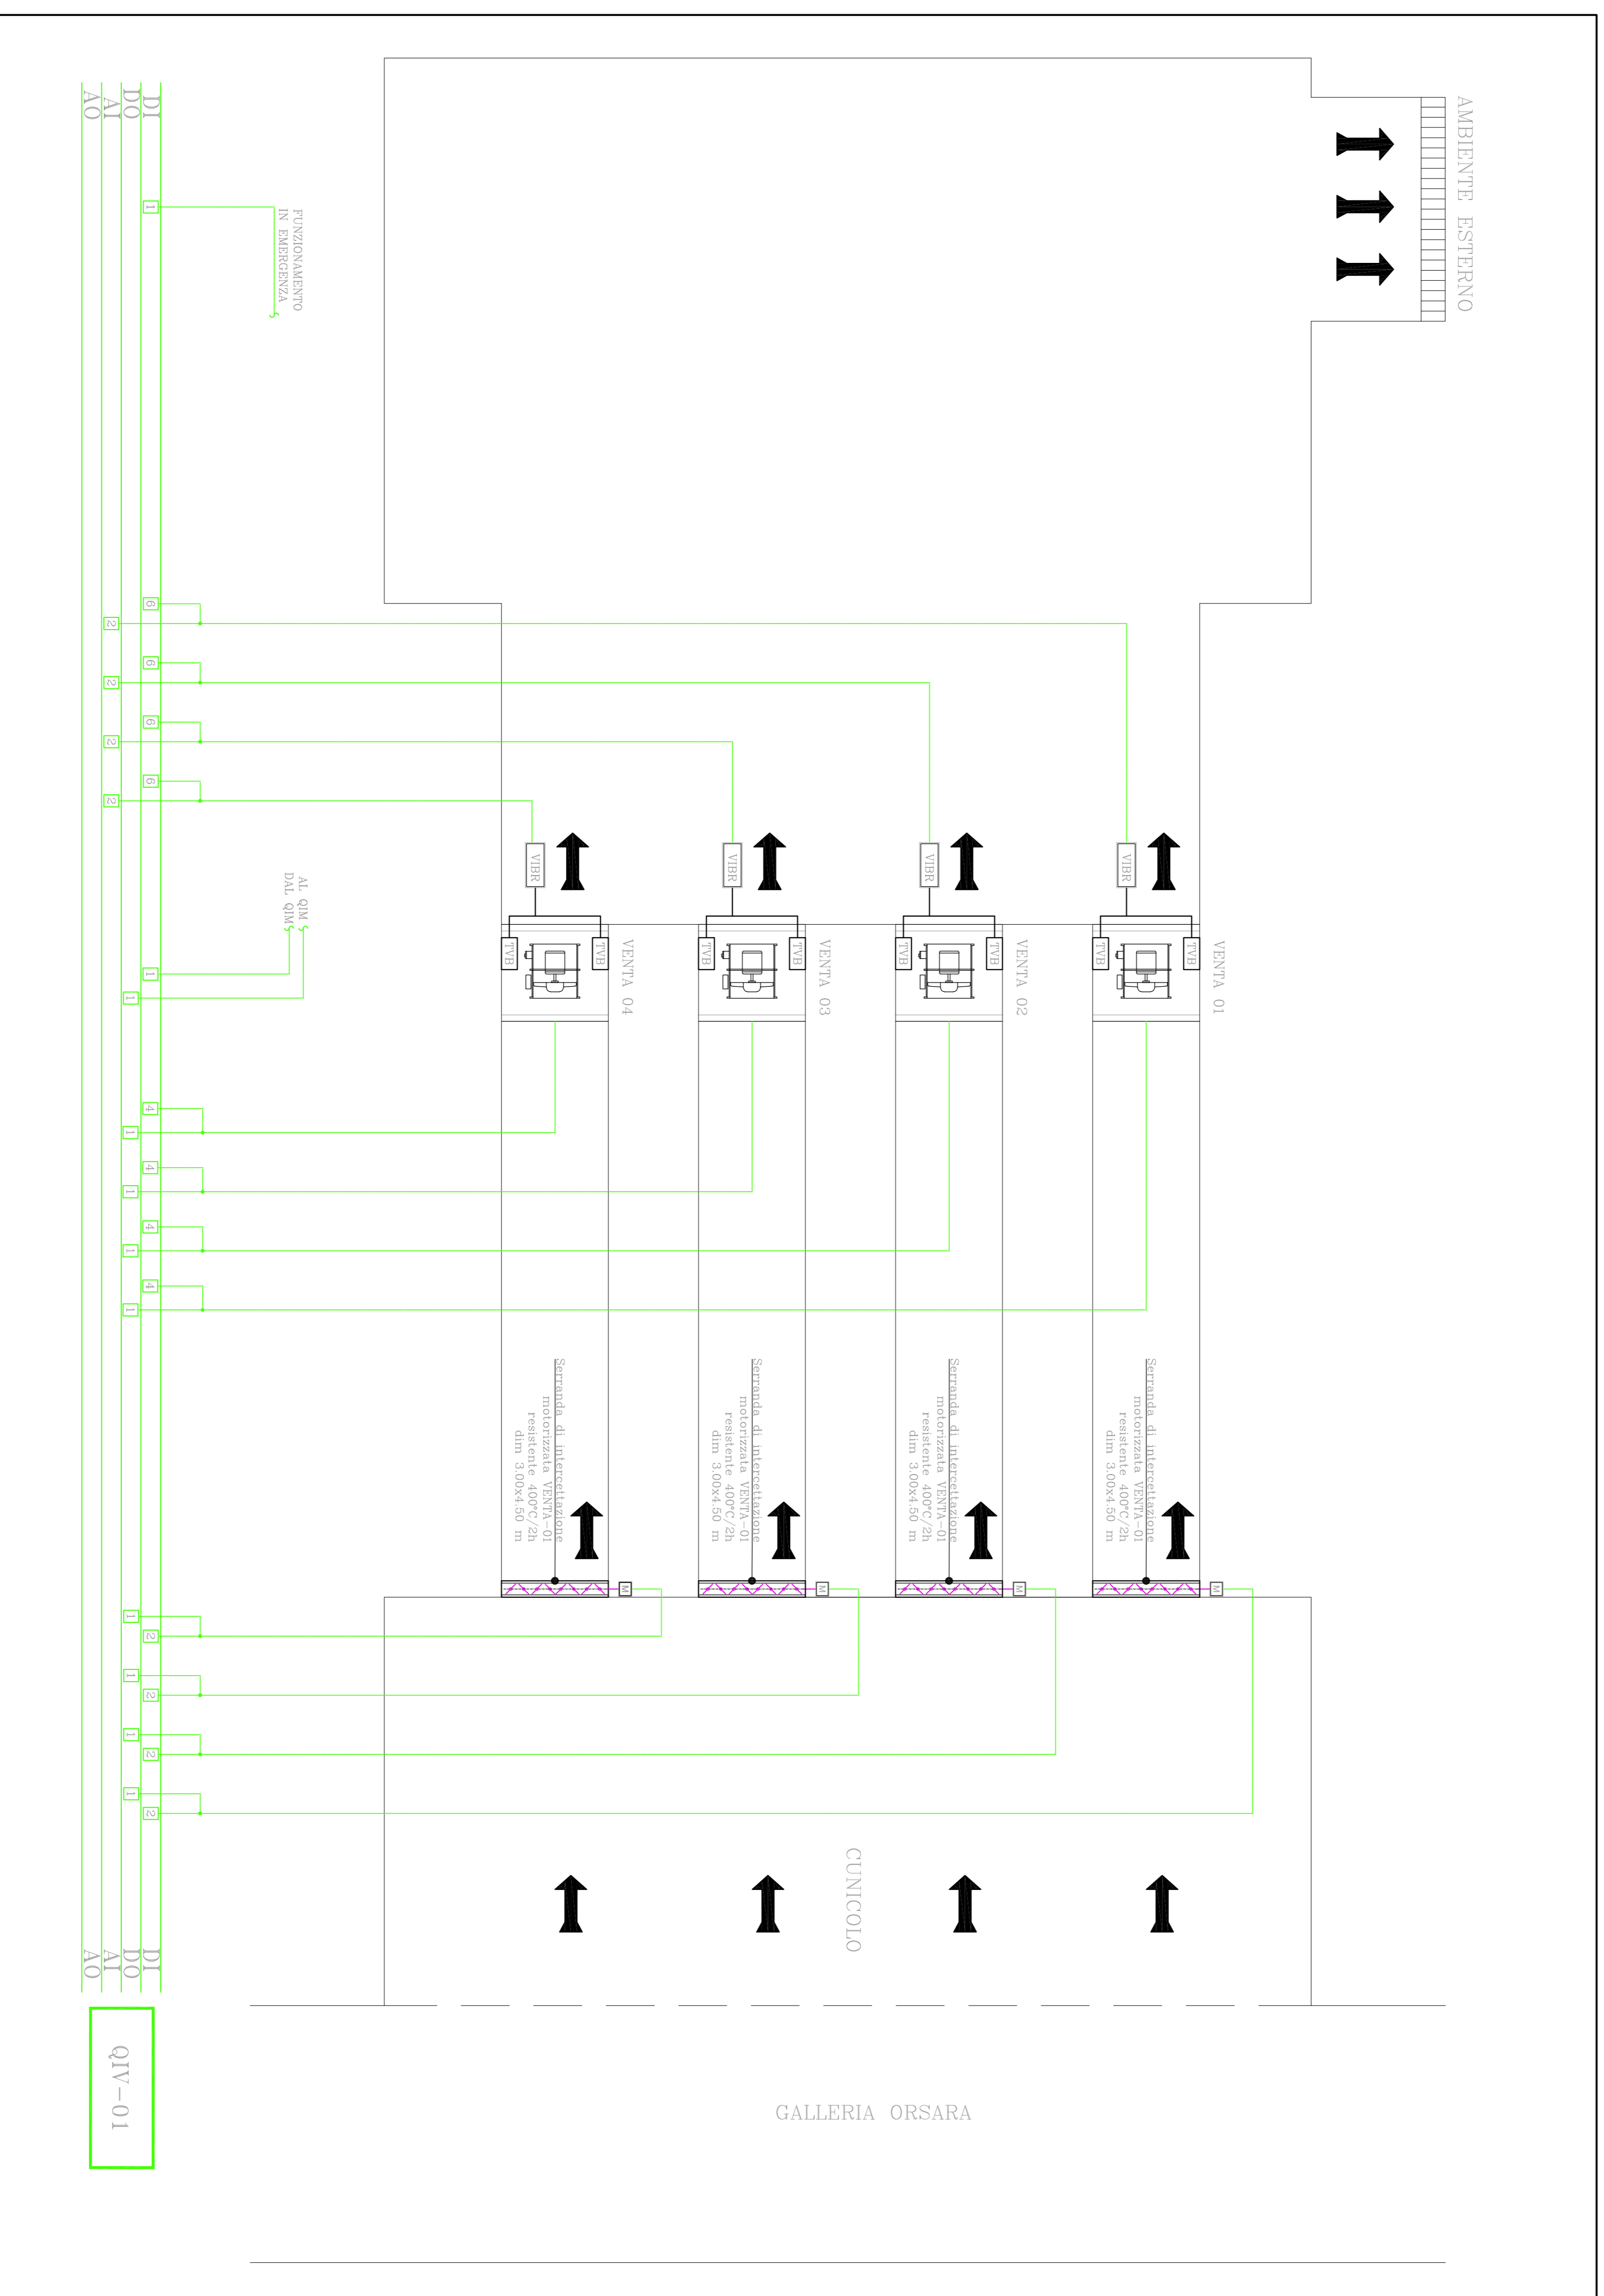 AMBIENTE ESTERNO
DI
DO
AI
AO
1
FUNZIONAMENTO
IN EMERGENZA
6
2
6
2
6
2
6
2
VIBR
VIBR
VIBR
VIBR
AL QIM
DAL QIM
1
1
TVB
TVB
VENTA 04
TVB
TVB
VENTA 03
TVB
TVB
VENTA 02
TVB
TVB
VENTA 01
4
1
4
1
4
1
4
1
Serranda di intercettazione
motorizzata VENTA-01
resistente 400°C/2h
dim 3.00x4.50 m
Serranda di intercettazione
motorizzata VENTA-01
resistente 400°C/2h
dim 3.00x4.50 m
Serranda di intercettazione
motorizzata VENTA-01
resistente 400°C/2h
dim 3.00x4.50 m
Serranda di intercettazione
motorizzata VENTA-01
resistente 400°C/2h
dim 3.00x4.50 m
M
M
M
M
1
2
1
2
1
2
1
2
CUNICOLO
DI
DO
AI
AO
QIV-01
GALLERIA ORSARA